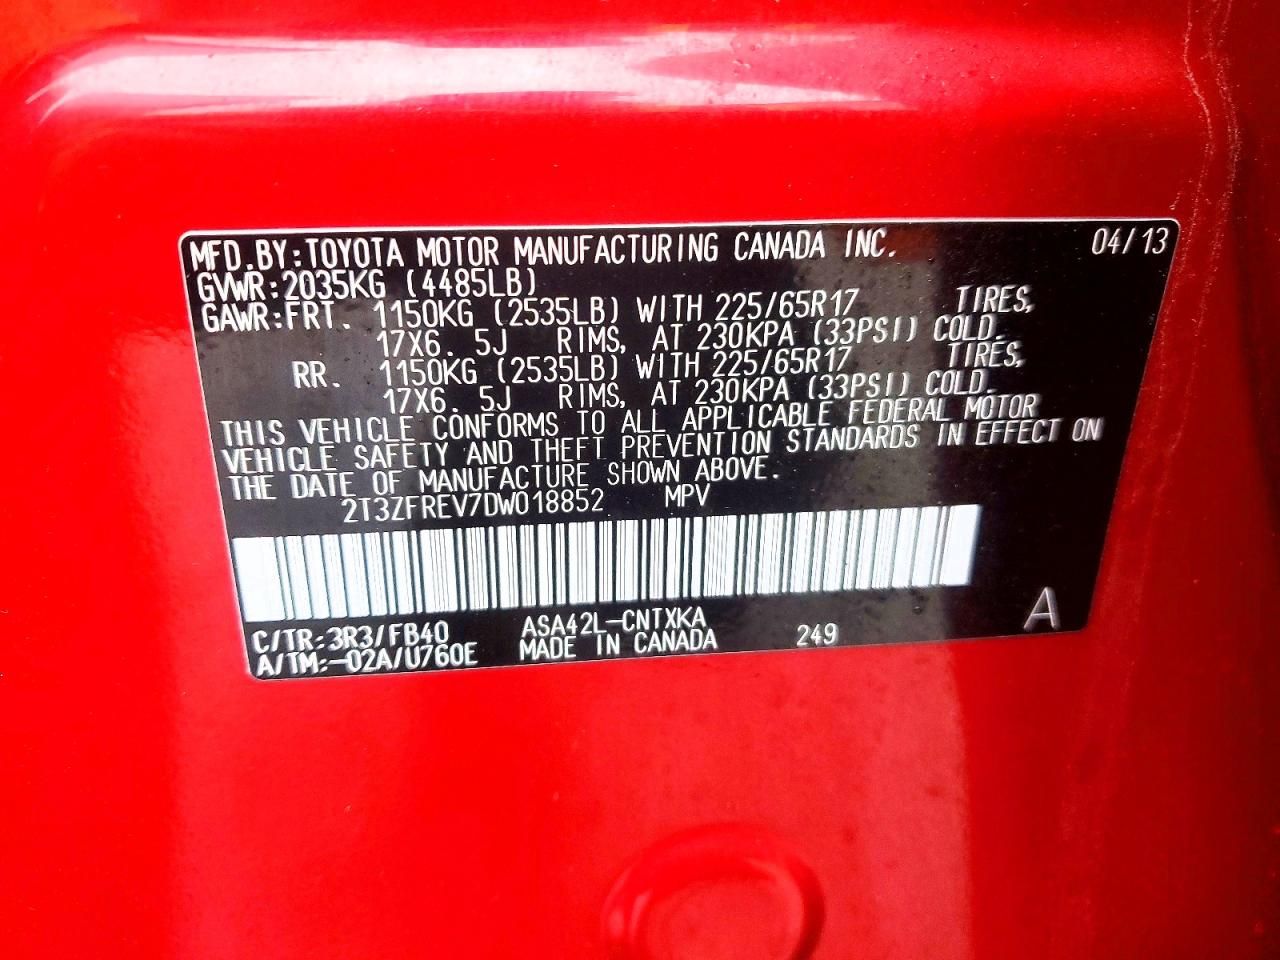 MFD.BY:TOYOTA MOTOR MANUFACTURING CANADA INC. 04/13
GVWR:2035KG (4485LB)
GAWR:FRT. 1150KG (2535LB) WITH 225/65R17 TIRES,
17X6.5J RIMS, AT 230KPA (33PSI) COLD.
RR. 1150KG (2535LB) WITH 225/65R17 TIRES,
17X6.5J RIMS, AT 230KPA (33PSI) COLD.
THIS VEHICLE CONFORMS TO ALL APPLICABLE FEDERAL MOTOR
VEHICLE SAFETY AND THEFT PREVENTION STANDARDS IN EFFECT ON
THE DATE OF MANUFACTURE SHOWN ABOVE.
2T3ZFREV7DW018852 MPV
C/TR:3R3/FB40 ASA42L-CNTXKA 249 A
A/TM:-02A/U760E MADE IN CANADA